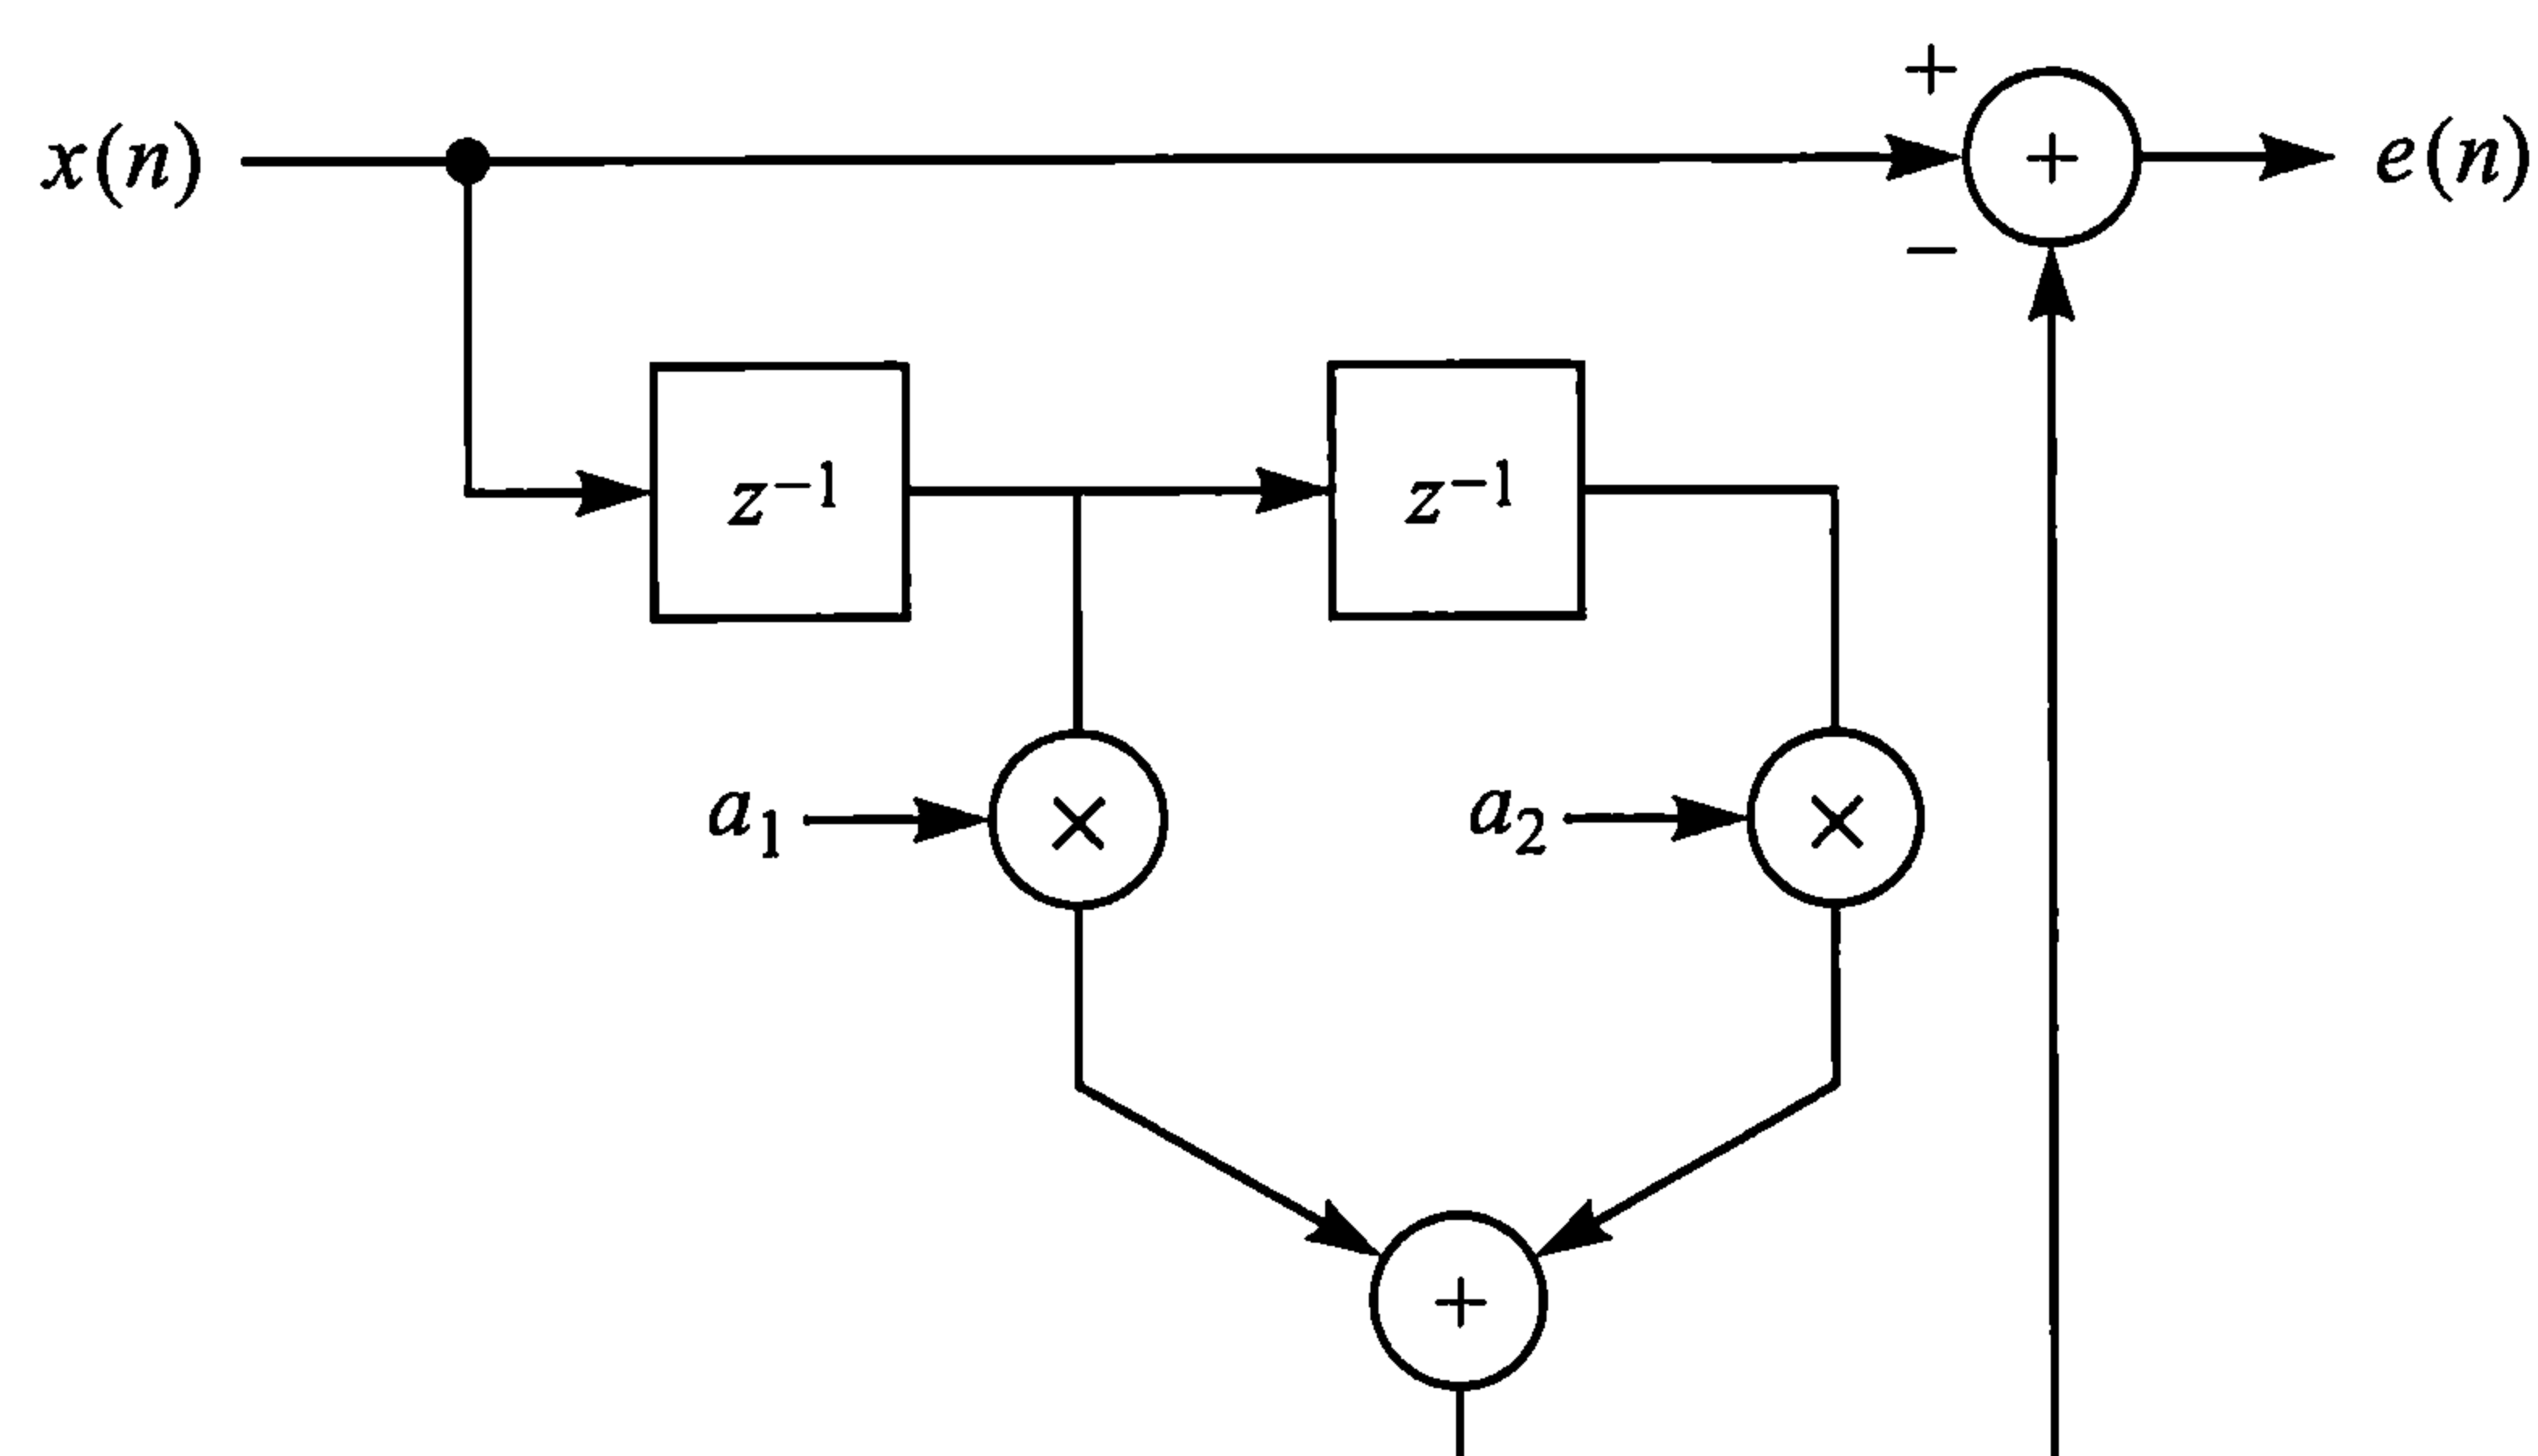 +
x(n) + e(n)
−
z⁻¹ z⁻¹
a₁ × a₂ ×
+